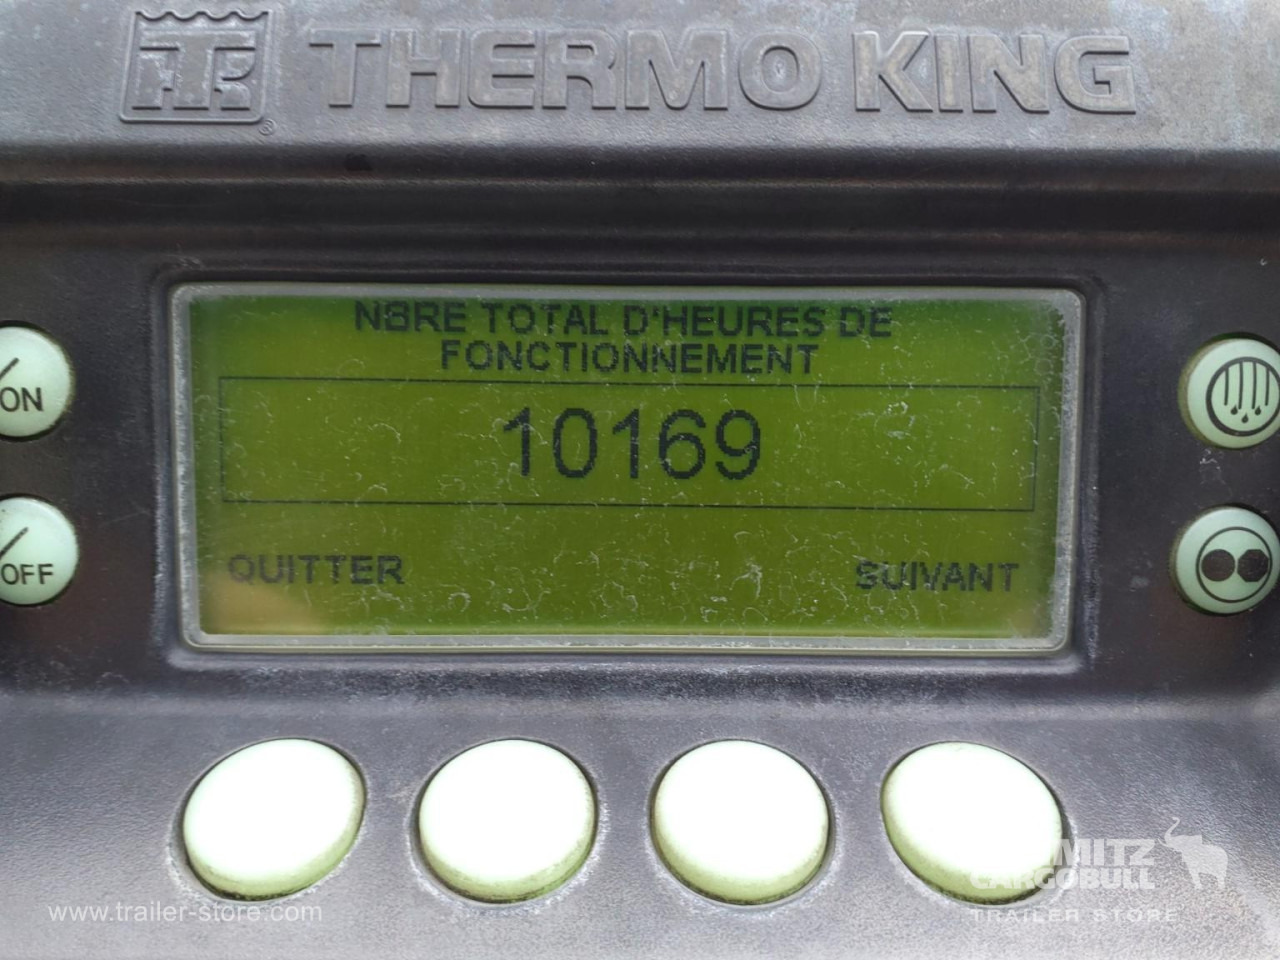 THERMO KING
®
NBRE TOTAL D'HEURES DE
FONCTIONNEMENT
10169
QUITTER
SUIVANT
ON
OFF
www.trailer-store.com
CARGOBULL
TRAILER STORE